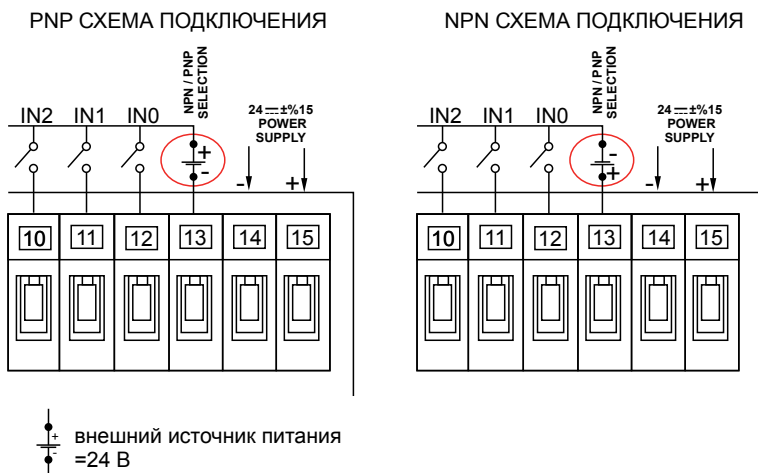 PNP СХЕМА ПОДКЛЮЧЕНИЯ
NPN / PNP
SELECTION
IN2 IN1 IN0
24 ⎓±%15
POWER
SUPPLY
+
-
- +
10 11 12 13 14 15
NPN СХЕМА ПОДКЛЮЧЕНИЯ
NPN / PNP
SELECTION
IN2 IN1 IN0
24 ⎓±%15
POWER
SUPPLY
-
+
- +
10 11 12 13 14 15
+
-
внешний источник питания
=24 В